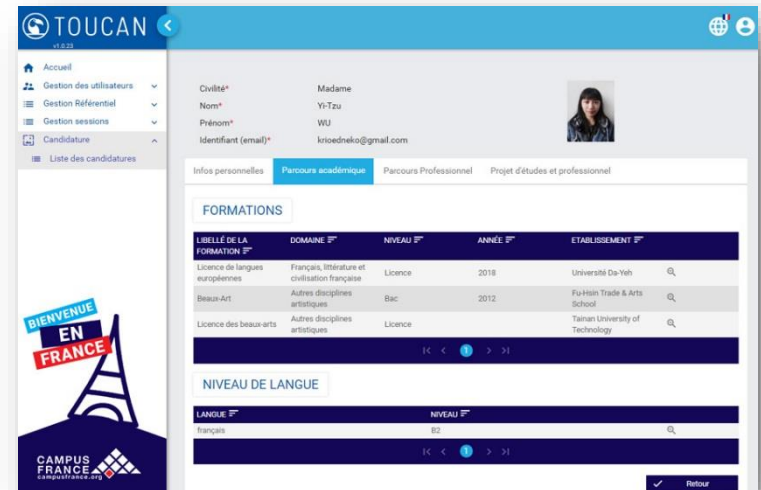 TOUCAN
v1.0.23
Accueil
Gestion des utilisateurs
Gestion Référentiel
Gestion sessions
Candidature
Liste des candidatures
BIENVENUE
EN
FRANCE
CAMPUS
FRANCE
campusfrance.org
Civilité* Madame
Nom* Yi-Tzu
Prénom* WU
Identifiant (email)* krioedneko@gmail.com
Infos personnelles Parcours académique Parcours Professionnel Projet d'études et professionnel
FORMATIONS
LIBELLÉ DE LA FORMATION DOMAINE NIVEAU ANNÉE ETABLISSEMENT
Licence de langues européennes Français, littérature et civilisation française Licence 2018 Université Da-Yeh
Beaux-Art Autres disciplines artistiques Bac 2012 Fu-Hsin Trade & Arts School
Licence des beaux-arts Autres disciplines artistiques Licence Tainan University of Technology
1
NIVEAU DE LANGUE
LANGUE NIVEAU
français B2
1
Retour